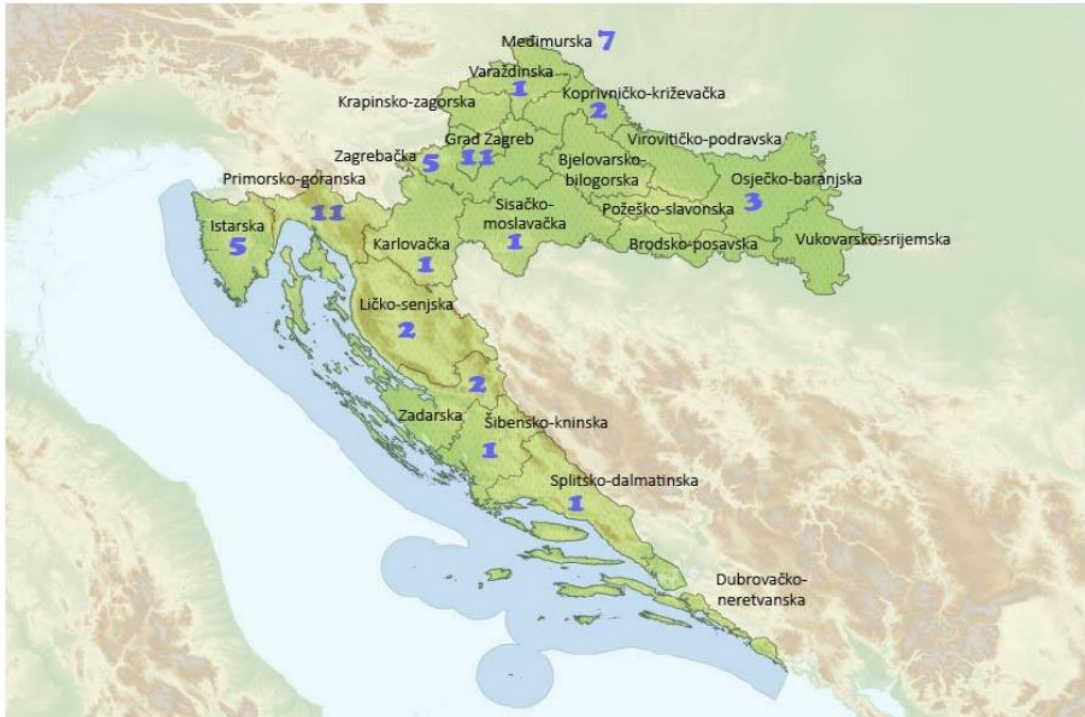 Međimurska 7
Varaždinska
1
Krapinsko-zagorska
Koprivničko-križevačka
2
Grad Zagreb
11
Virovitičko-podravska
Zagrebačka
5
Bjelovarsko-
bilogorska
Primorsko-goranska
11
Osječko-baranjska
3
Sisačko-
moslavačka
1
Požeško-slavonska
Istarska
5
Karlovačka
1
Brodsko-posavska
Vukovarsko-srijemska
Ličko-senjska
2
2
Zadarska
Šibensko-kninska
1
Splitsko-dalmatinska
1
Dubrovačko-
neretvanska